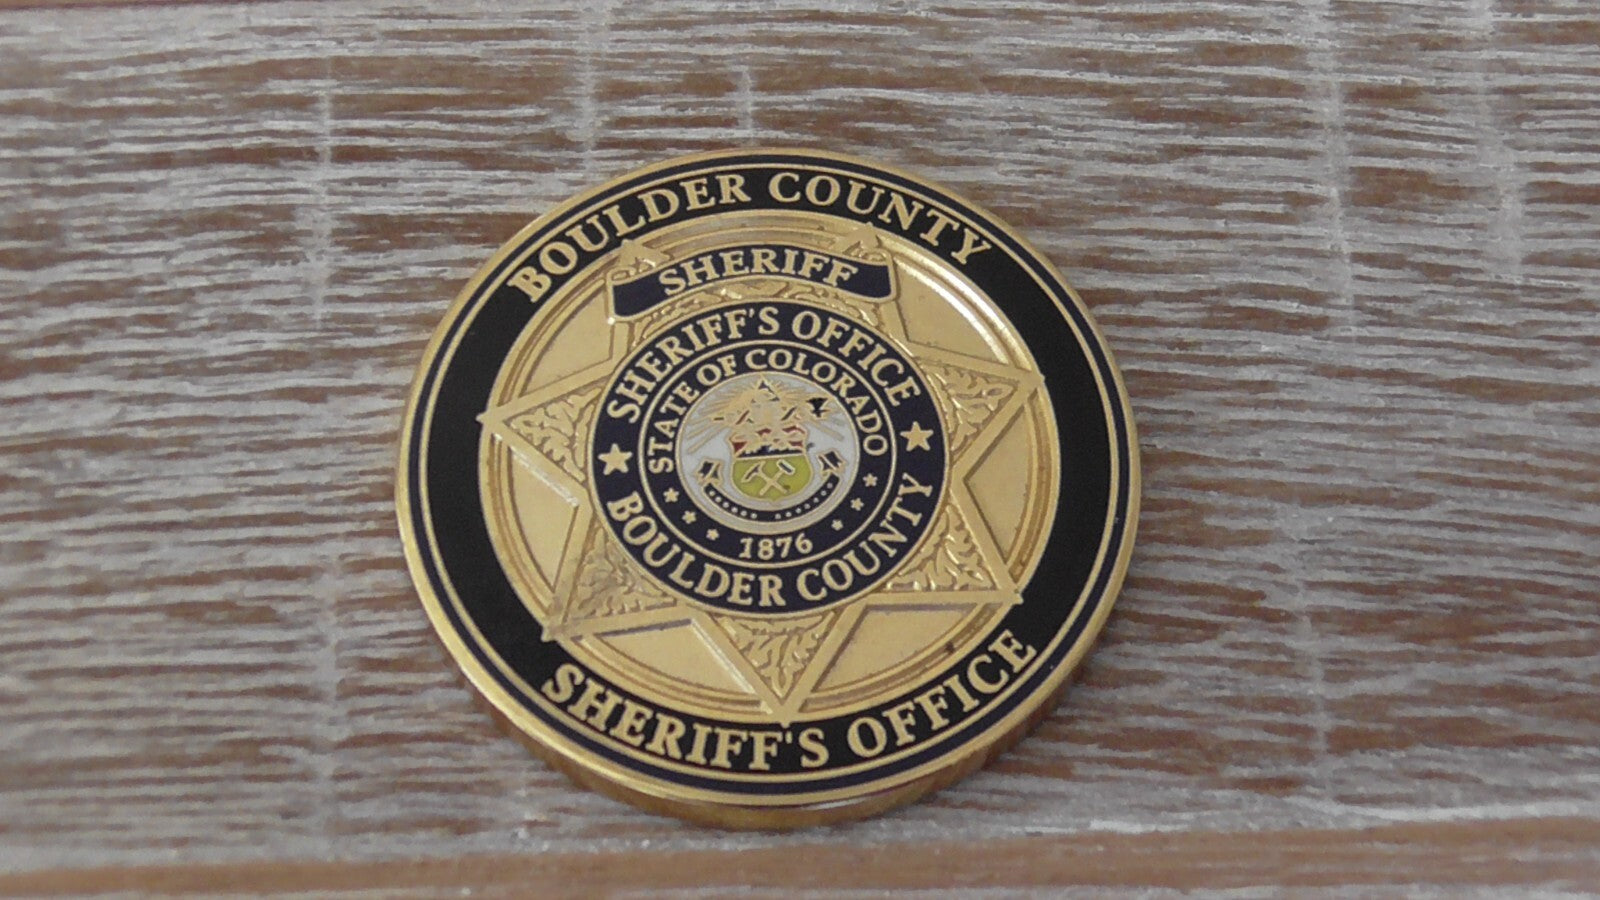 BOULDER COUNTY
SHERIFF
SHERIFF'S OFFICE
STATE OF COLORADO
1876
BOULDER COUNTY
SHERIFF'S OFFICE